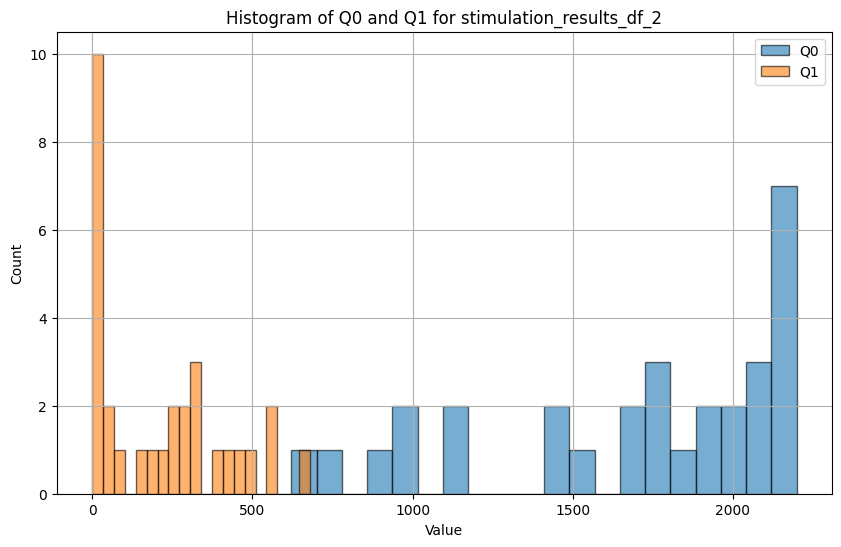 Histogram of Q0 and Q1 for stimulation_results_df_2
Q0
Q1
Count
10
8
6
4
2
0
0
500
1000
1500
2000
Value